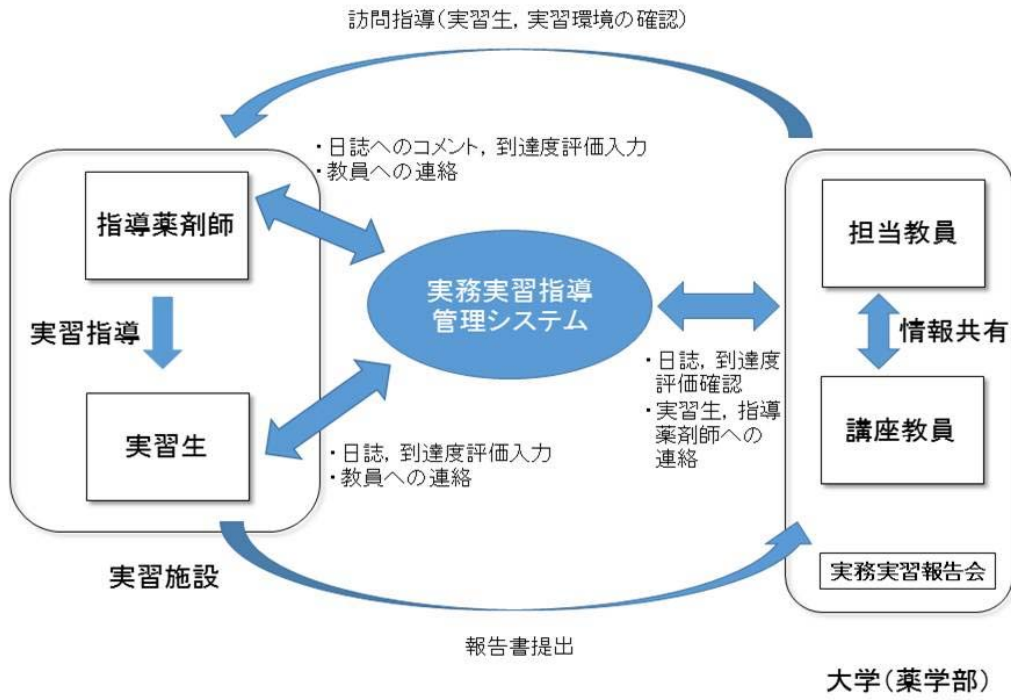 訪問指導(実習生, 実習環境の確認)
・日誌へのコメント, 到達度評価入力
・教員への連絡
指導薬剤師
実習指導
実習生
実習施設
実務実習指導
管理システム
・日誌, 到達度評価入力
・教員への連絡
・日誌, 到達度
評価確認
・実習生, 指導
薬剤師への
連絡
担当教員
情報共有
講座教員
実務実習報告会
大学(薬学部)
報告書提出